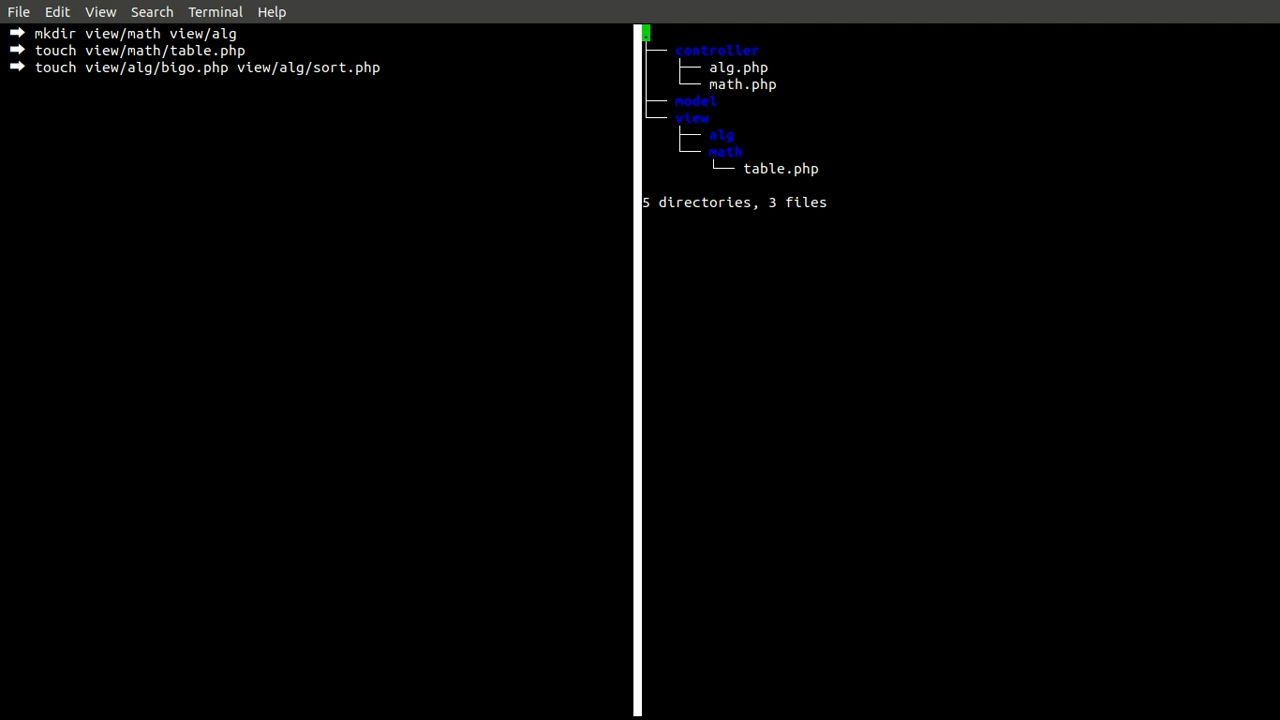 File Edit View Search Terminal Help
➡ mkdir view/math view/alg
➡ touch view/math/table.php
➡ touch view/alg/bigo.php view/alg/sort.php
.
├── controller
│   ├── alg.php
│   └── math.php
├── model
└── view
    ├── alg
    └── math
        └── table.php
5 directories, 3 files